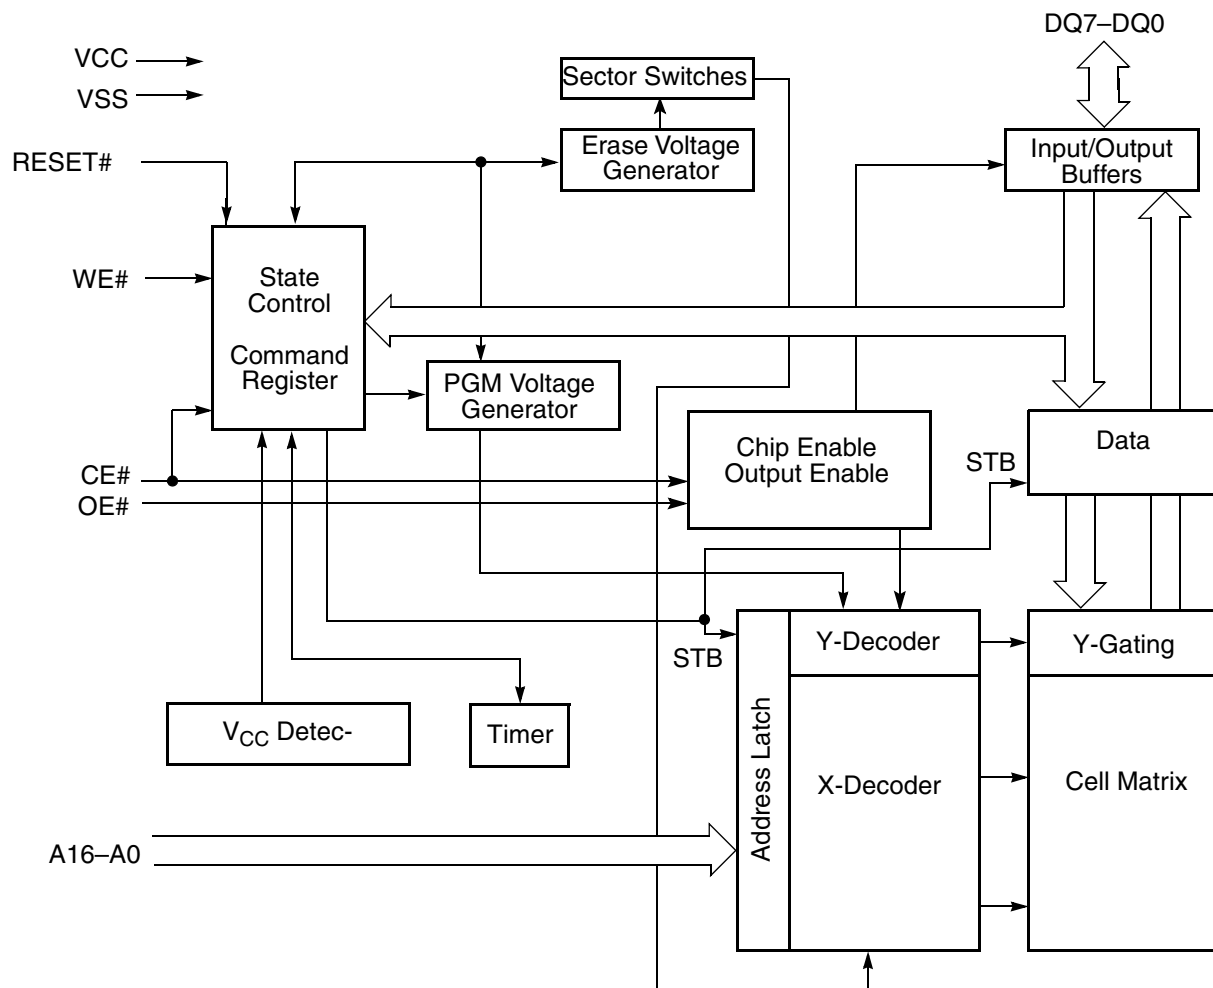 DQ7–DQ0
VCC
VSS
Sector Switches
RESET#
Erase Voltage
Generator
Input/Output
Buffers
WE#
State
Control
Command
Register
PGM Voltage
Generator
Chip Enable
Output Enable
Data
STB
CE#
OE#
STB
Y-Decoder
Y-Gating
VCC Detec-
Timer
Address Latch
X-Decoder
Cell Matrix
A16–A0